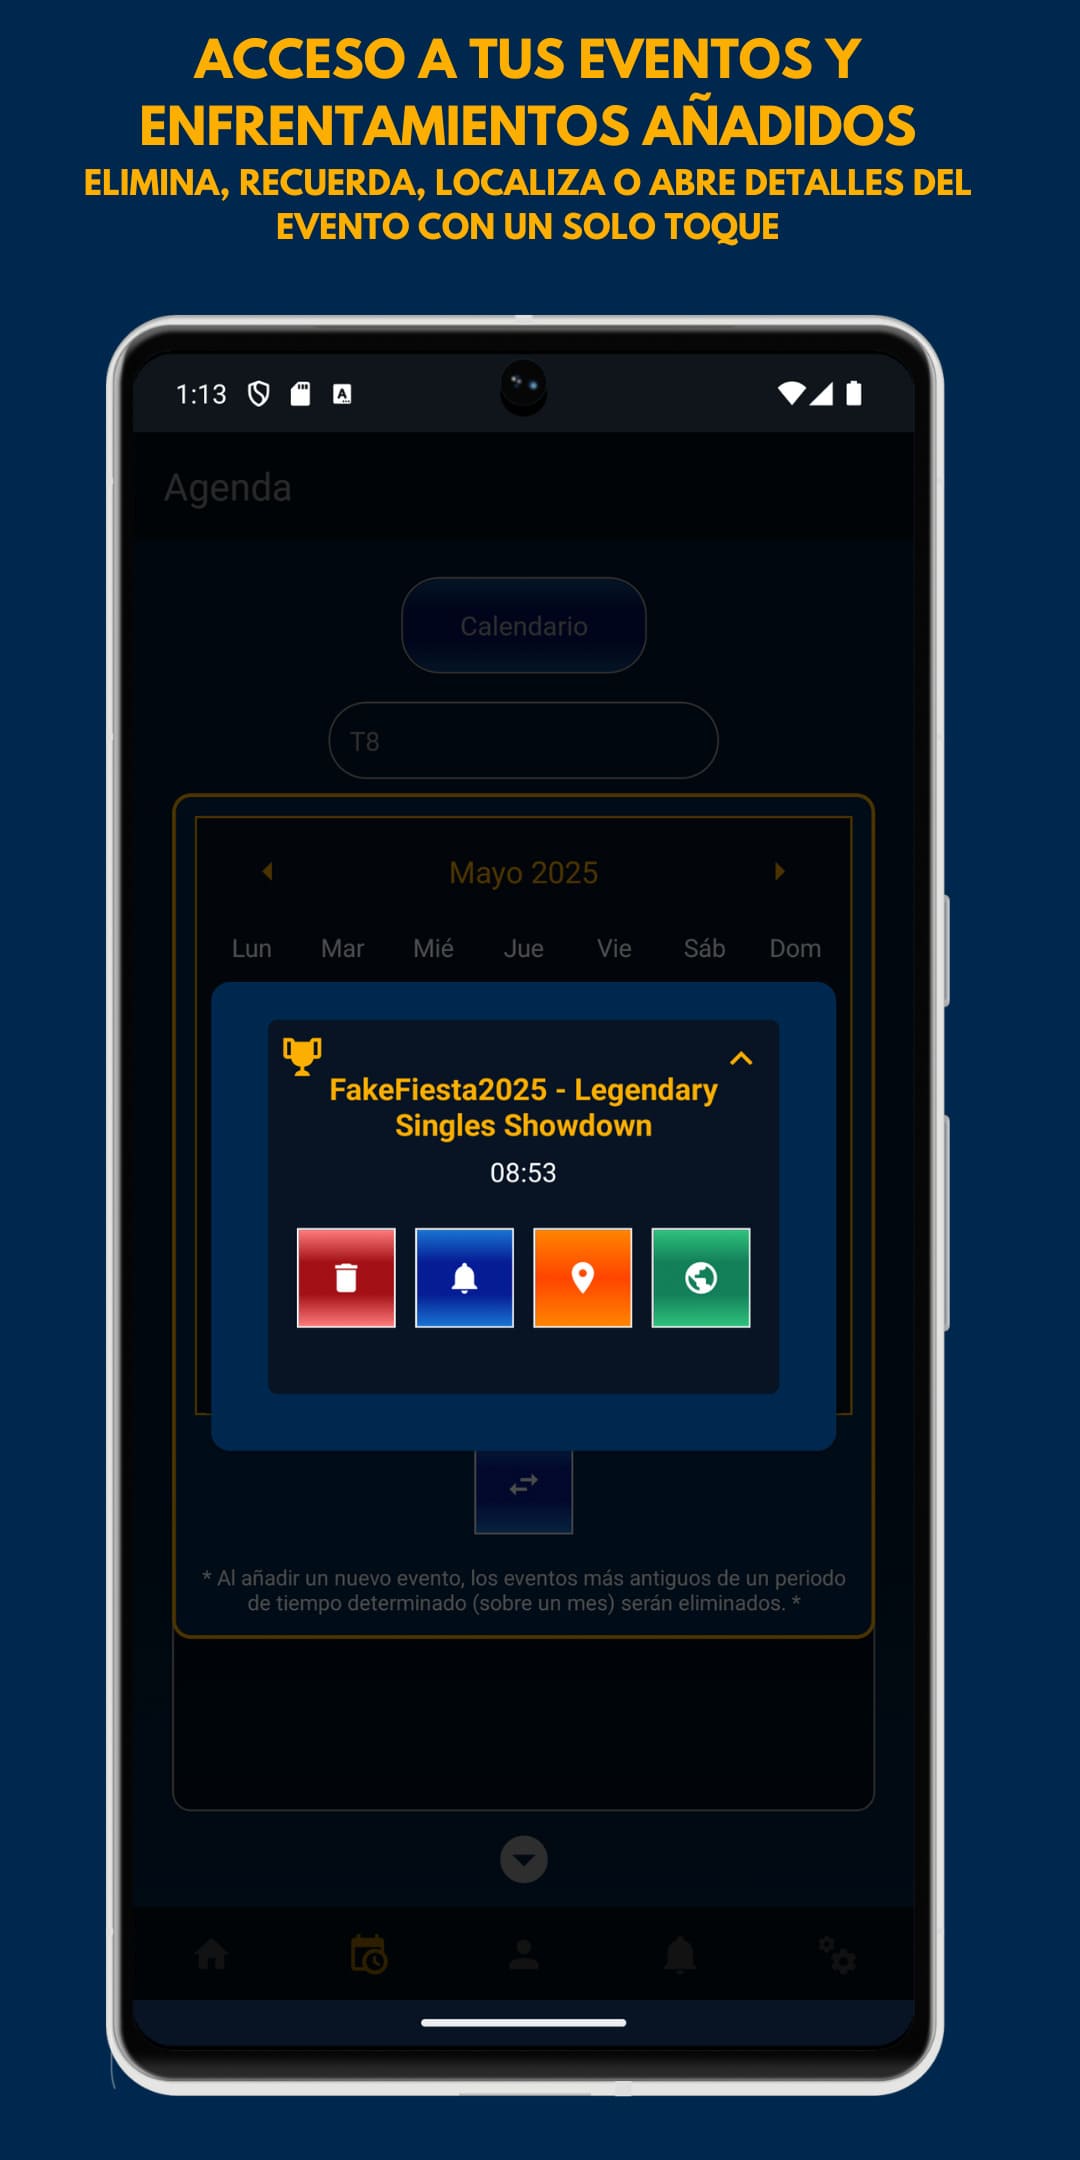 ACCESO A TUS EVENTOS Y
ENFRENTAMIENTOS AÑADIDOS
ELIMINA, RECUERDA, LOCALIZA O ABRE DETALLES DEL
EVENTO CON UN SOLO TOQUE
1:13
A
Agenda
Calendario
T8
Mayo 2025
Lun Mar Mié Jue Vie Sáb Dom
FakeFiesta2025 - Legendary
Singles Showdown
08:53
* Al añadir un nuevo evento, los eventos más antiguos de un periodo
de tiempo determinado (sobre un mes) serán eliminados. *